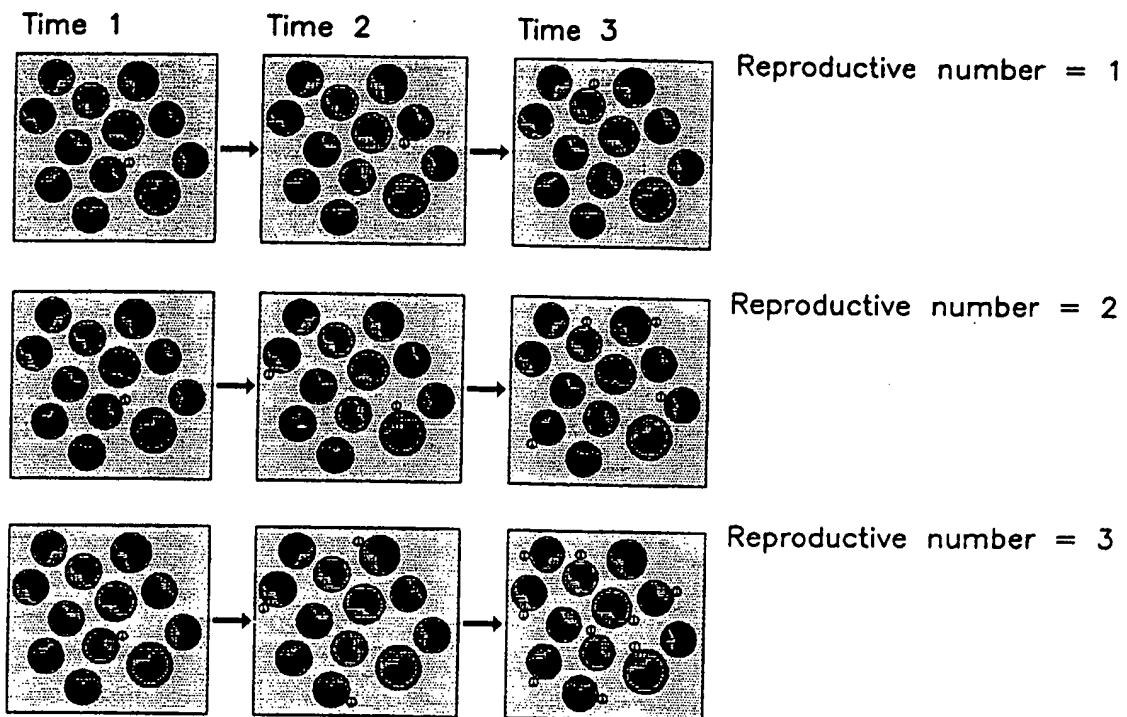 Time 1
Time 2
Time 3
Reproductive number = 1
Reproductive number = 2
Reproductive number = 3